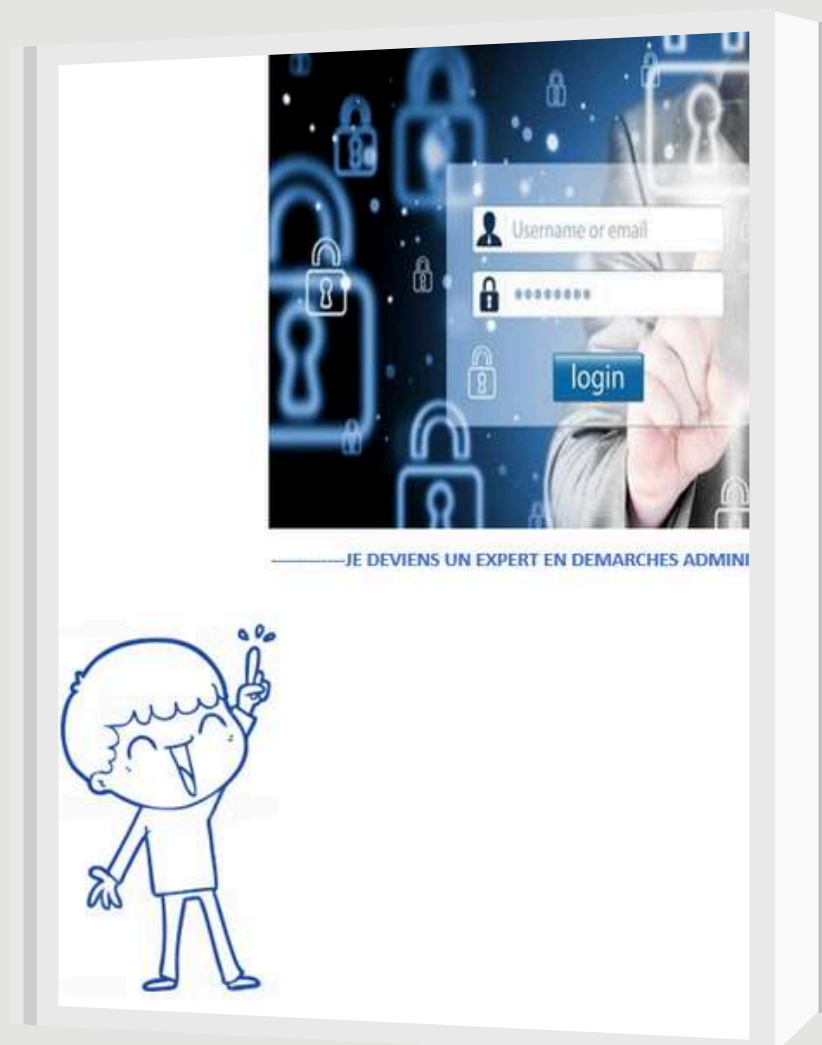 Username or email
login
-------------JE DEVIENS UN EXPERT EN DEMARCHES ADMINI